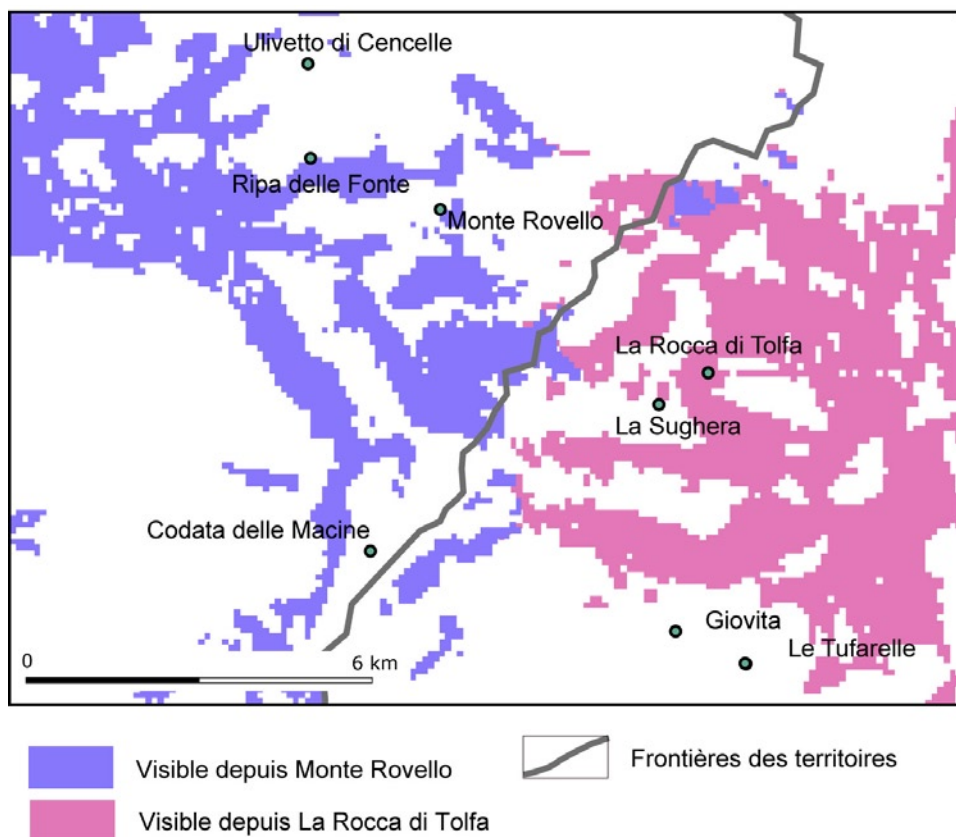 Ulivetto di Cencelle
Ripa delle Fonte
Monte Rovello
La Rocca di Tolfa
La Sughera
Codata delle Macine
Giovita
Le Tufarelle
0 6 km
Visible depuis Monte Rovello
Frontières des territoires
Visible depuis La Rocca di Tolfa